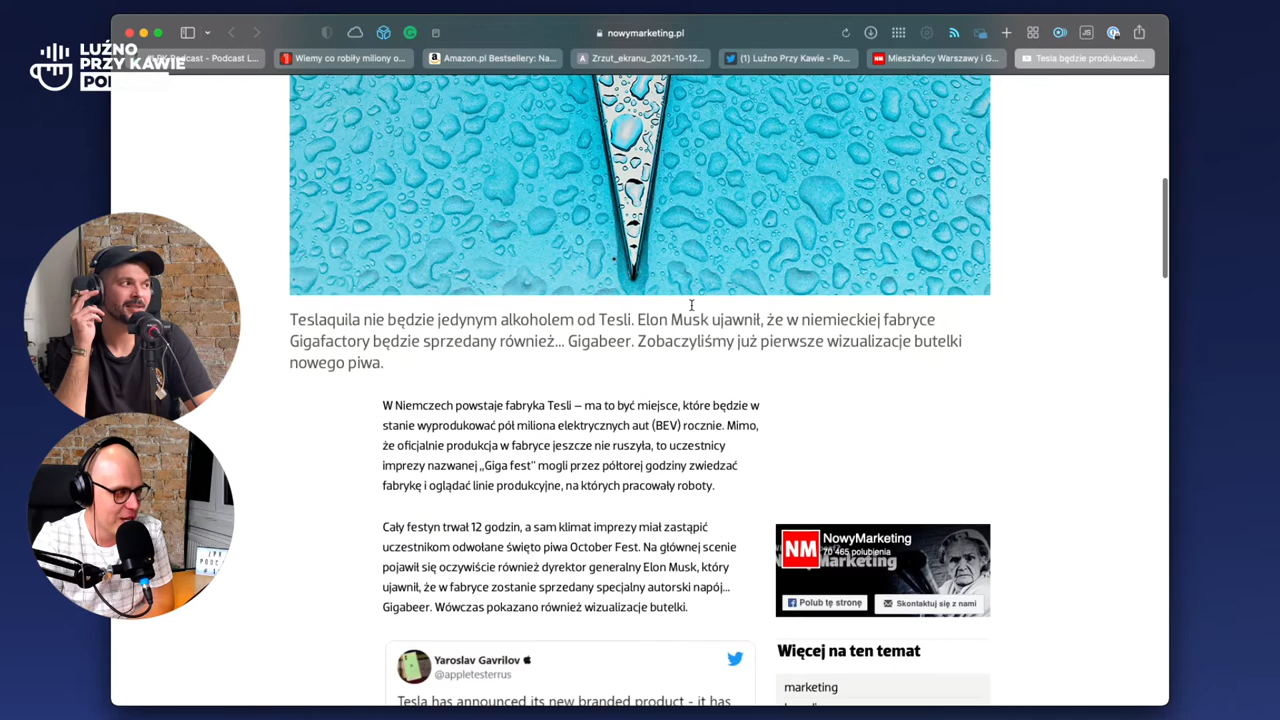 LUŹNO
PRZY KAWIE
nowymarketing.pl
Podcast - Podcast L...
Wiemy co robiły miliony o...
Amazon.pl Bestsellery: Na...
Zrzut_ekranu_2021-10-12...
(1) Luźno Przy Kawie - Po...
Mieszkańcy Warszawy i G...
Tesla będzie produkować...
Teslaquila nie będzie jedynym alkoholem od Tesli. Elon Musk ujawnił, że w niemieckiej fabryce
Gigafactory będzie sprzedany również... Gigabeer. Zobaczyliśmy już pierwsze wizualizacje butelki
nowego piwa.
W Niemczech powstaje fabryka Tesli – ma to być miejsce, które będzie w
stanie wyprodukować pół miliona elektrycznych aut (BEV) rocznie. Mimo,
że oficjalnie produkcja w fabryce jeszcze nie ruszyła, to uczestnicy
imprezy nazwanej „Giga fest” mogli przez półtorej godziny zwiedzać
fabrykę i oglądać linie produkcyjne, na których pracowały roboty.
Cały festyn trwał 12 godzin, a sam klimat imprezy miał zastąpić
uczestnikom odwołane święto piwa October Fest. Na głównej scenie
pojawił się oczywiście również dyrektor generalny Elon Musk, który
ujawnił, że w fabryce zostanie sprzedany specjalny autorski napój...
Gigabeer. Wówczas pokazano również wizualizacje butelki.
NM
NowyMarketing
70 465 polubienia
Polub tę stronę
Skontaktuj się z nami
Więcej na ten temat
marketing
Yaroslav Gavrilov
@appletesterrus
Tesla has announced its new branded product - it has